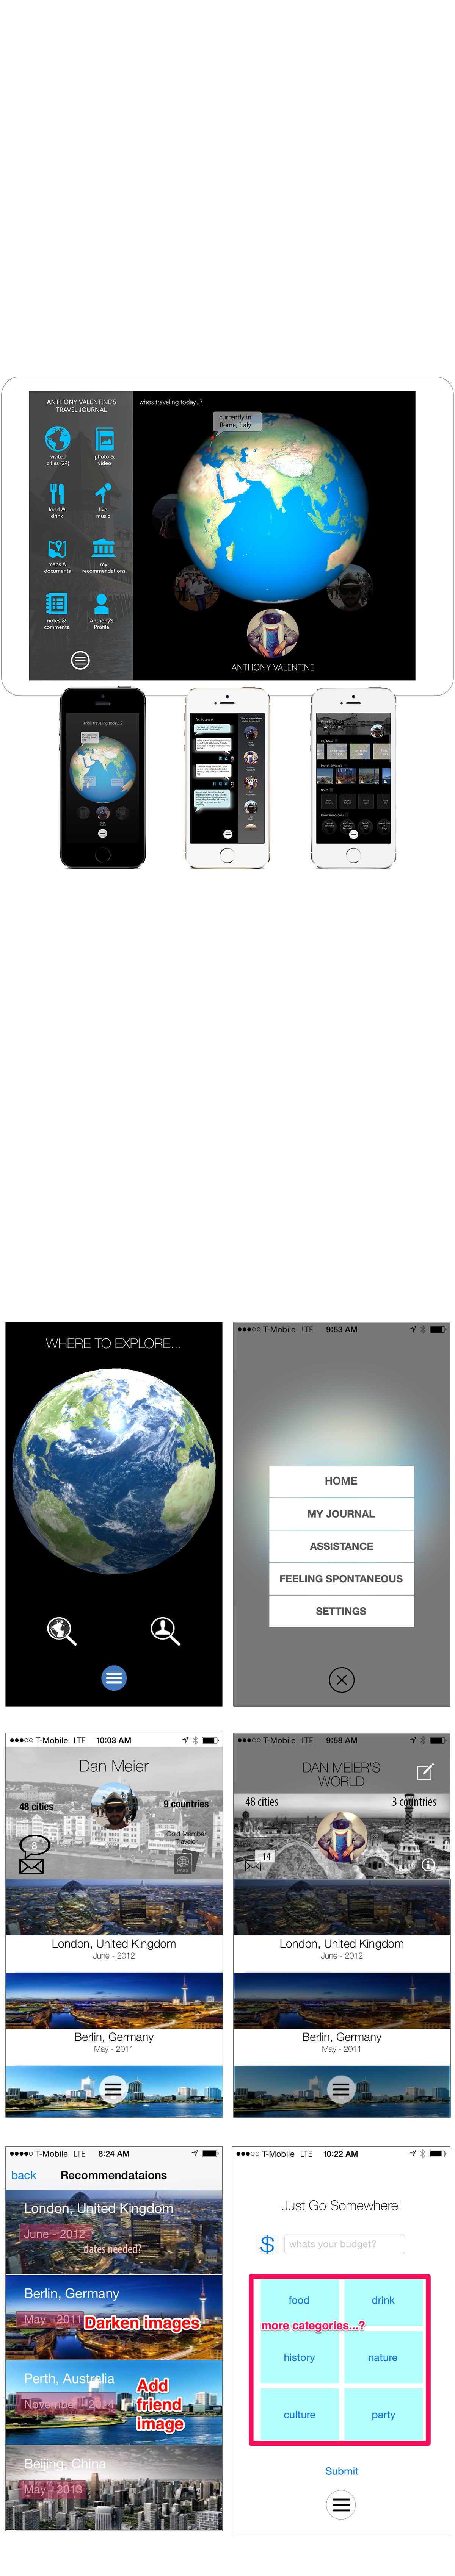 ANTHONY VALENTINE'S
TRAVEL JOURNAL
visited
cities (24)
photo &
video
food &
drink
live
music
maps &
documents
my
recommendations
notes &
comments
Anthony's
Profile
who's traveling today..?
currently in
Rome, Italy
ANTHONY VALENTINE
who's traveling today..?
Assistance
WHERE TO EXPLORE...
T-Mobile LTE 9:53 AM
HOME
MY JOURNAL
ASSISTANCE
FEELING SPONTANEOUS
SETTINGS
T-Mobile LTE 10:03 AM
Dan Meier
48 cities
9 countries
8
London, United Kingdom
June - 2012
Berlin, Germany
May - 2011
T-Mobile LTE 9:58 AM
DAN MEIER'S
WORLD
48 cities
3 countries
14
London, United Kingdom
June - 2012
Berlin, Germany
May - 2011
T-Mobile LTE 8:24 AM
back
Recommendataions
London, United Kingdom
June - 2012
dates needed?
Berlin, Germany
May - 2011
Darken images
Perth, Australia
Add
friend
image
Beijing, China
May - 2013
T-Mobile LTE 10:22 AM
Just Go Somewhere!
$
whats your budget?
food
drink
more categories...?
history
nature
culture
party
Submit